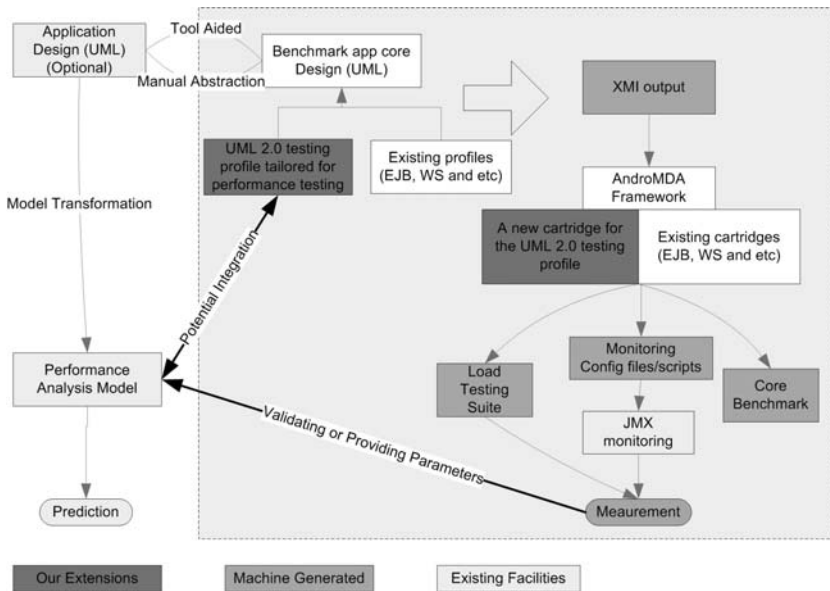 Application
Design (UML)
(Optional)
Tool Aided
Manual Abstraction
Benchmark app core
Design (UML)
XMI output
UML 2.0 testing
profile tailored for
performance testing
Existing profiles
(EJB, WS and etc)
AndroMDA
Framework
A new cartridge for
the UML 2.0 testing
profile
Existing cartridges
(EJB, WS and etc)
Model Transformation
Potential Integration
Performance
Analysis Model
Load
Testing
Suite
Monitoring
Config files/scripts
Core
Benchmark
JMX
monitoring
Validating or Providing Parameters
Prediction
Meaurement
Our Extensions
Machine Generated
Existing Facilities